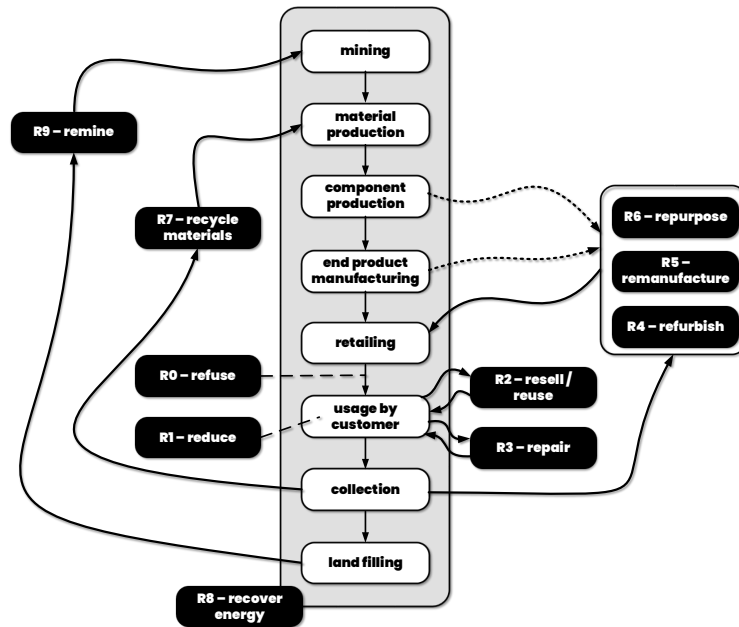 mining
R9 – remine
material
production
component
production
R7 – recycle
materials
R6 – repurpose
end product
manufacturing
R5 –
remanufacture
retailing
R4 – refurbish
R0 – refuse
R2 – resell /
reuse
usage by
customer
R1 – reduce
R3 – repair
collection
land filling
R8 – recover
energy